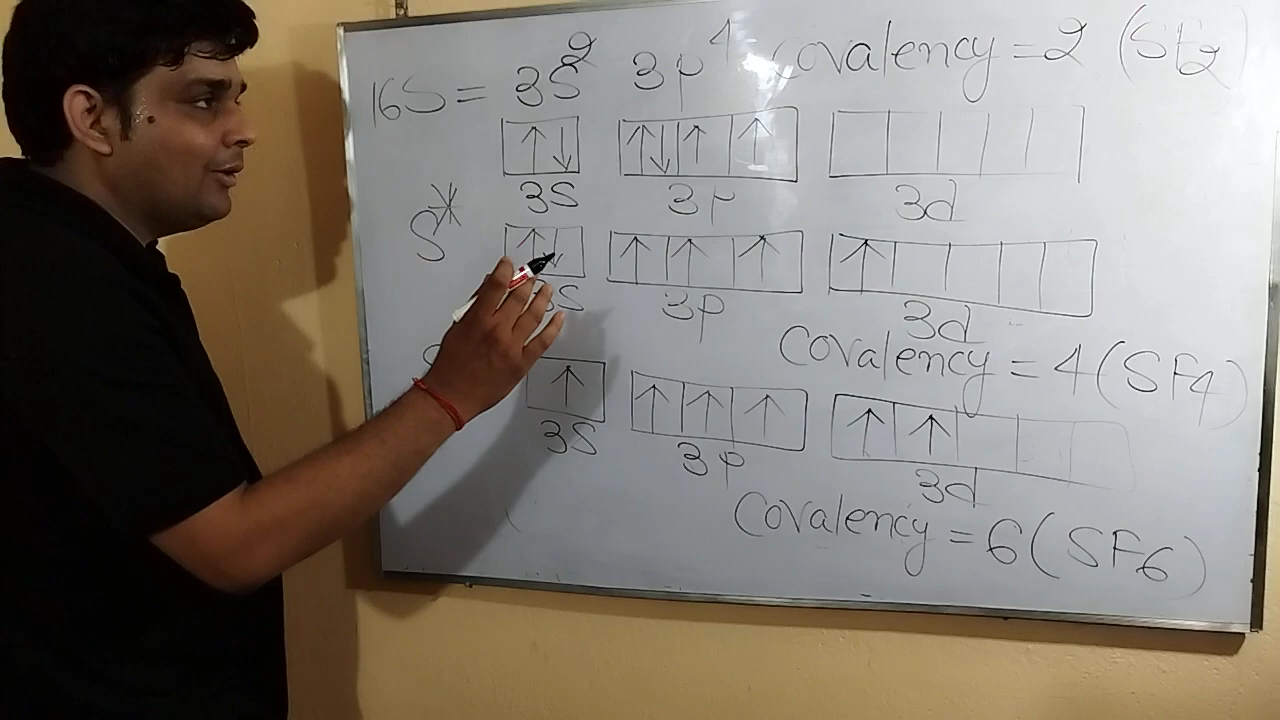 16S = 3S² 3p⁴ Covalency = 2 (SF₂)
↑↓ ↑↓ ↑ ↑
3S 3p 3d
S* ↑↓ ↑ ↑ ↑ ↑
3S 3p 3d
Covalency = 4 (SF₄)
↑ ↑ ↑ ↑ ↑ ↑
3S 3p 3d
Covalency = 6 (SF₆)